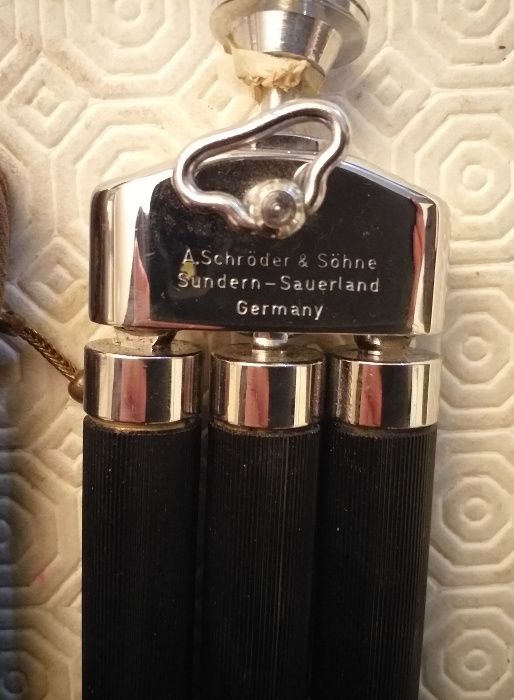 A.Schröder & Söhne
Sundern-Sauerland
Germany